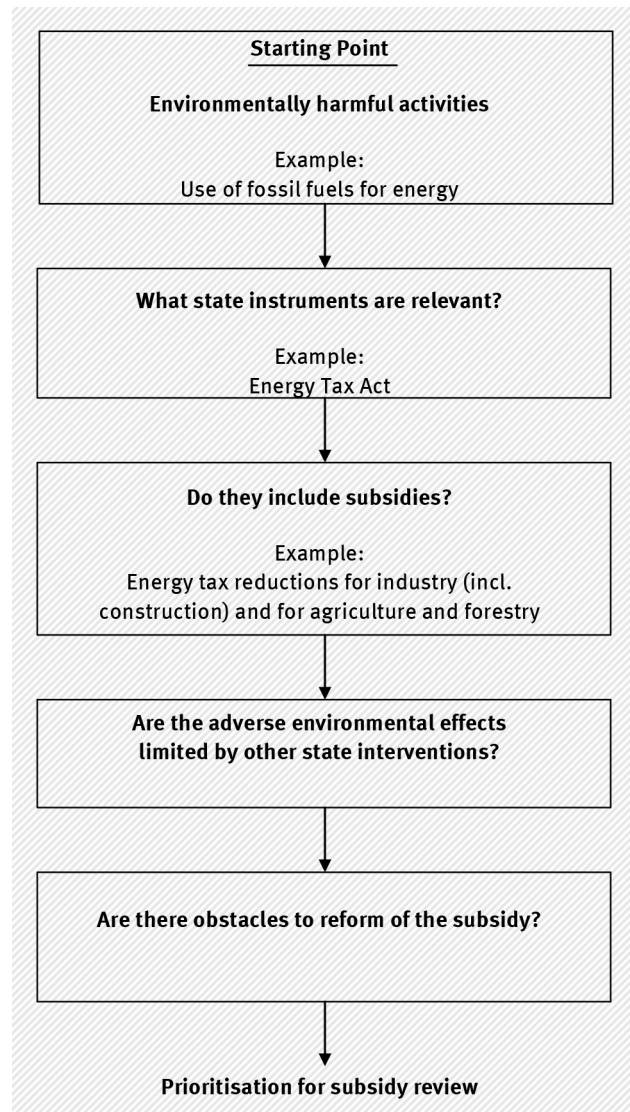 Starting Point
Environmentally harmful activities
Example:
Use of fossil fuels for energy
What state instruments are relevant?
Example:
Energy Tax Act
Do they include subsidies?
Example:
Energy tax reductions for industry (incl.
construction) and for agriculture and forestry
Are the adverse environmental effects
limited by other state interventions?
Are there obstacles to reform of the subsidy?
Prioritisation for subsidy review